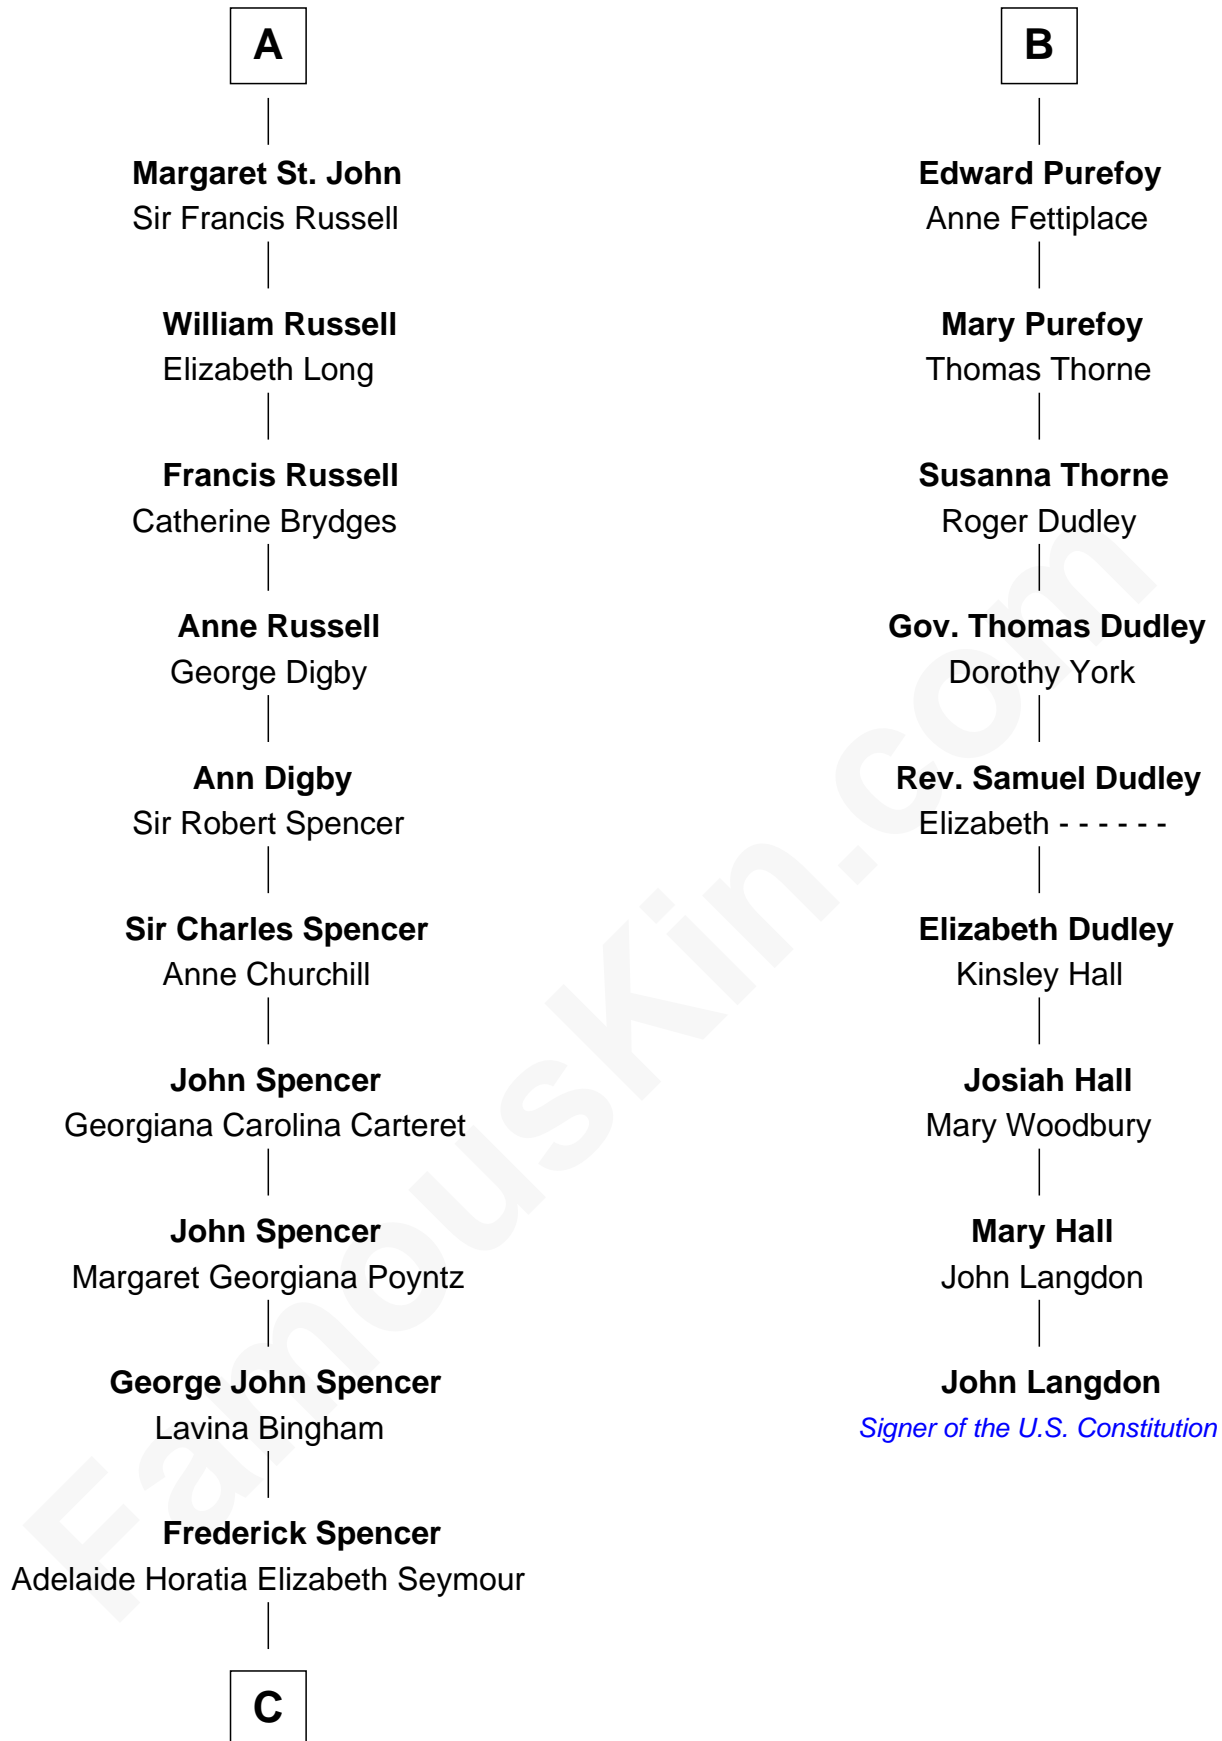 A
Margaret St. John
Sir Francis Russell
William Russell
Elizabeth Long
Francis Russell
Catherine Brydges
Anne Russell
George Digby
Ann Digby
Sir Robert Spencer
Sir Charles Spencer
Anne Churchill
John Spencer
Georgiana Carolina Carteret
John Spencer
Margaret Georgiana Poyntz
George John Spencer
Lavina Bingham
Frederick Spencer
Adelaide Horatia Elizabeth Seymour
C
B
Edward Purefoy
Anne Fettiplace
Mary Purefoy
Thomas Thorne
Susanna Thorne
Roger Dudley
Gov. Thomas Dudley
Dorothy York
Rev. Samuel Dudley
Elizabeth - - - - - -
Elizabeth Dudley
Kinsley Hall
Josiah Hall
Mary Woodbury
Mary Hall
John Langdon
John Langdon
Signer of the U.S. Constitution
FamousKin.com